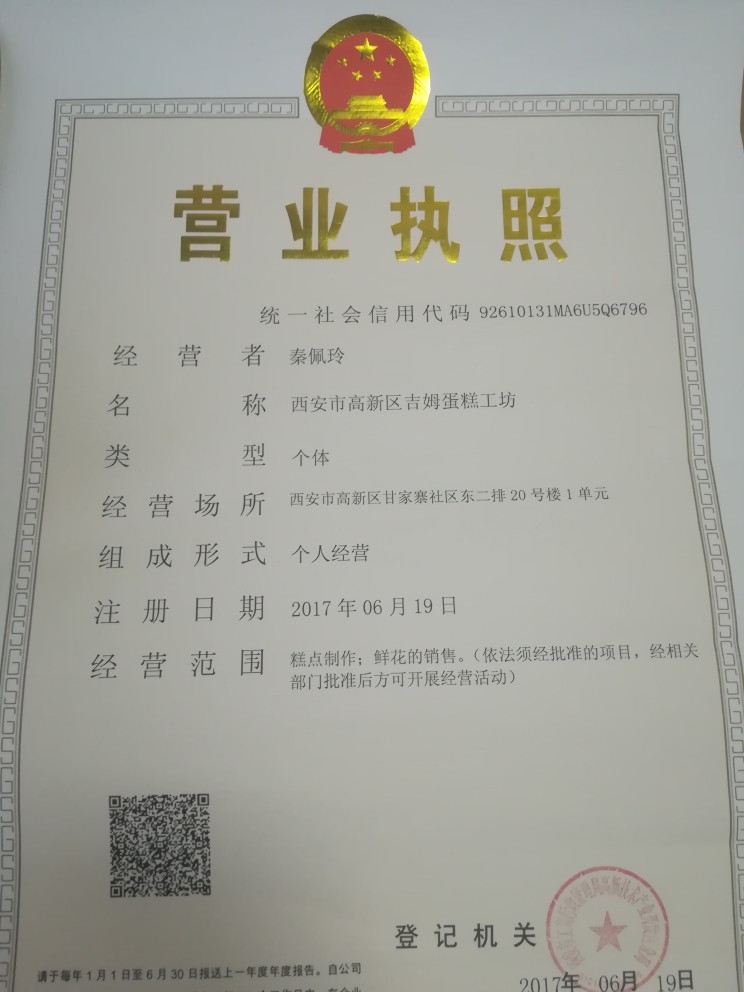 营业执照
统一社会信用代码 92610131MA6U5Q6796
经营者 秦佩玲
名称 西安市高新区吉姆蛋糕工坊
类型 个体
经营场所 西安市高新区甘家寨社区东二排20号楼1单元
组成形式 个人经营
注册日期 2017年06月19日
经营范围 糕点制作；鲜花的销售。（依法须经批准的项目，经相关
部门批准后方可开展经营活动）
登记机关
请于每年1月1日至6月30日报送上一年度年度报告。自公司
2017年 06月 19日